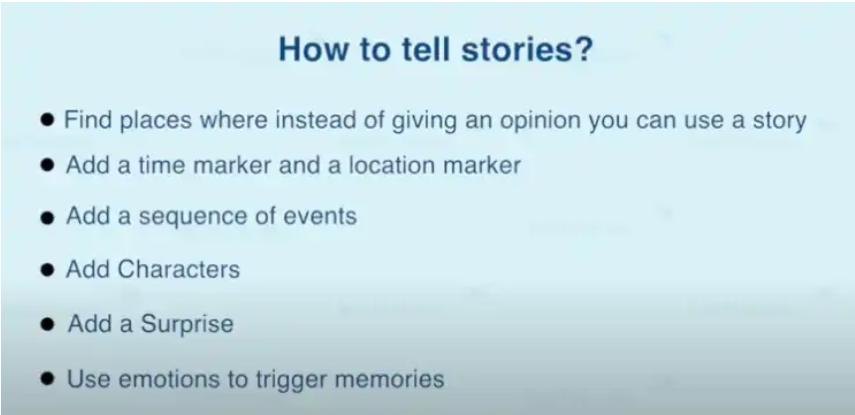 How to tell stories?
● Find places where instead of giving an opinion you can use a story
● Add a time marker and a location marker
● Add a sequence of events
● Add Characters
● Add a Surprise
● Use emotions to trigger memories